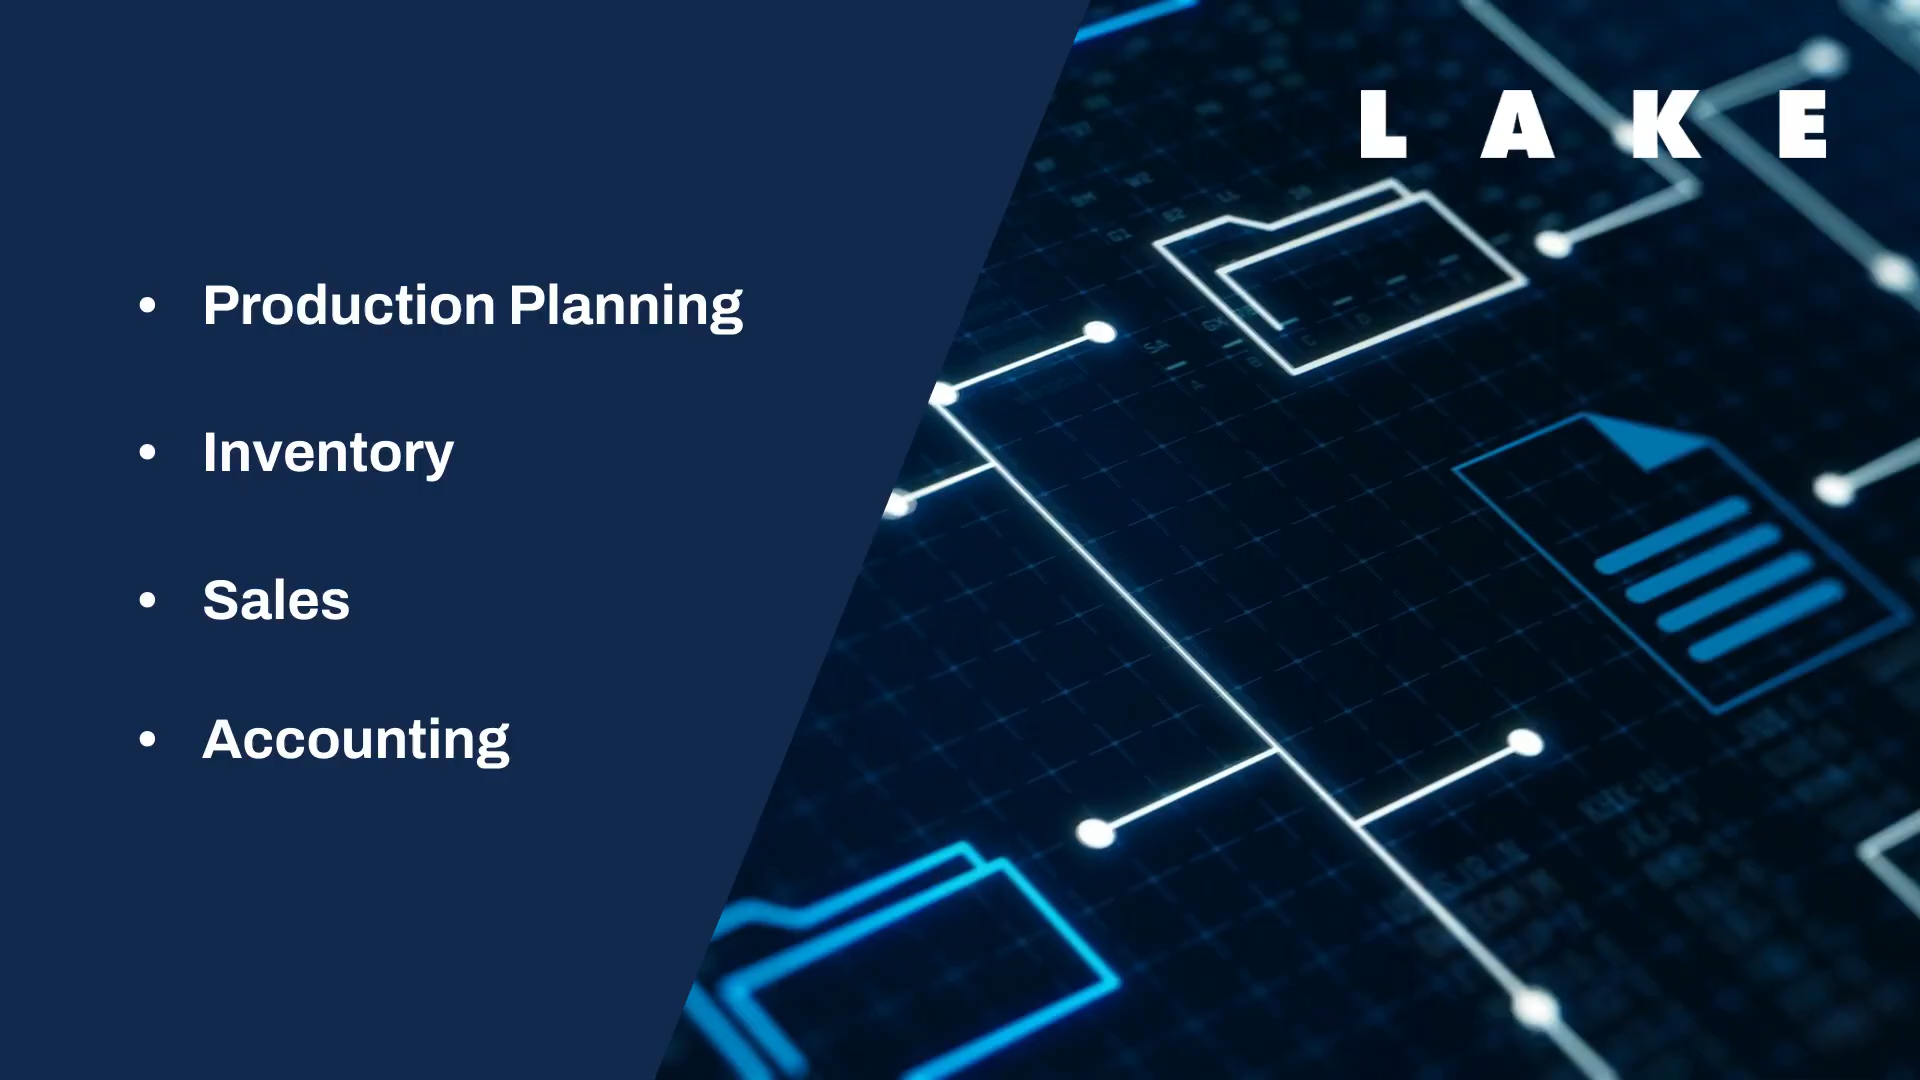 LAKE
Production Planning
Inventory
Sales
Accounting